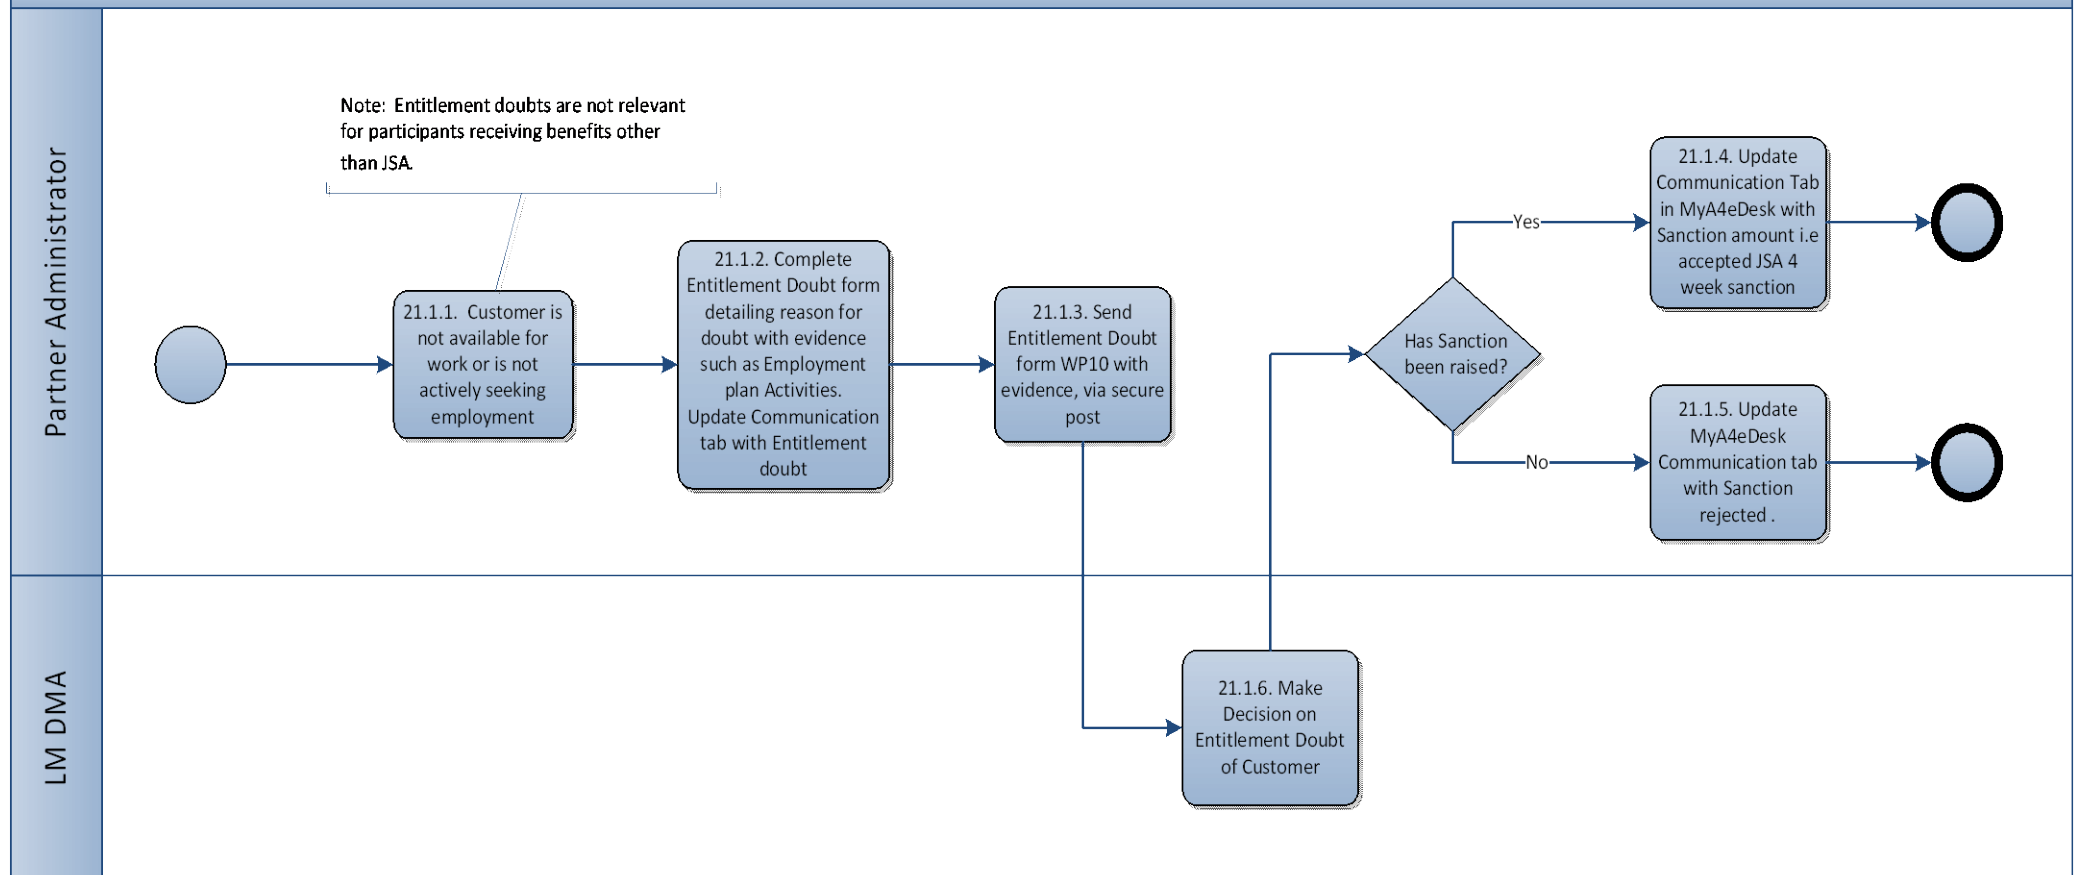 Partner Administrator
Note:  Entitlement doubts are not relevant
for participants receiving benefits other
than JSA.
21.1.1.  Customer is
not available for
work or is not
actively seeking
employment
21.1.2. Complete
Entitlement Doubt form
detailing reason for
doubt with evidence
such as Employment
plan Activities.
Update Communication
tab with Entitlement
doubt
21.1.3. Send
Entitlement Doubt
form WP10 with
evidence, via secure
post
Has Sanction
been raised?
Yes
No
21.1.4. Update
Communication Tab
in MyA4eDesk with
Sanction amount i.e
accepted JSA 4
week sanction
21.1.5. Update
MyA4eDesk
Communication tab
with Sanction
rejected .
LM DMA
21.1.6. Make
Decision on
Entitlement Doubt
of Customer